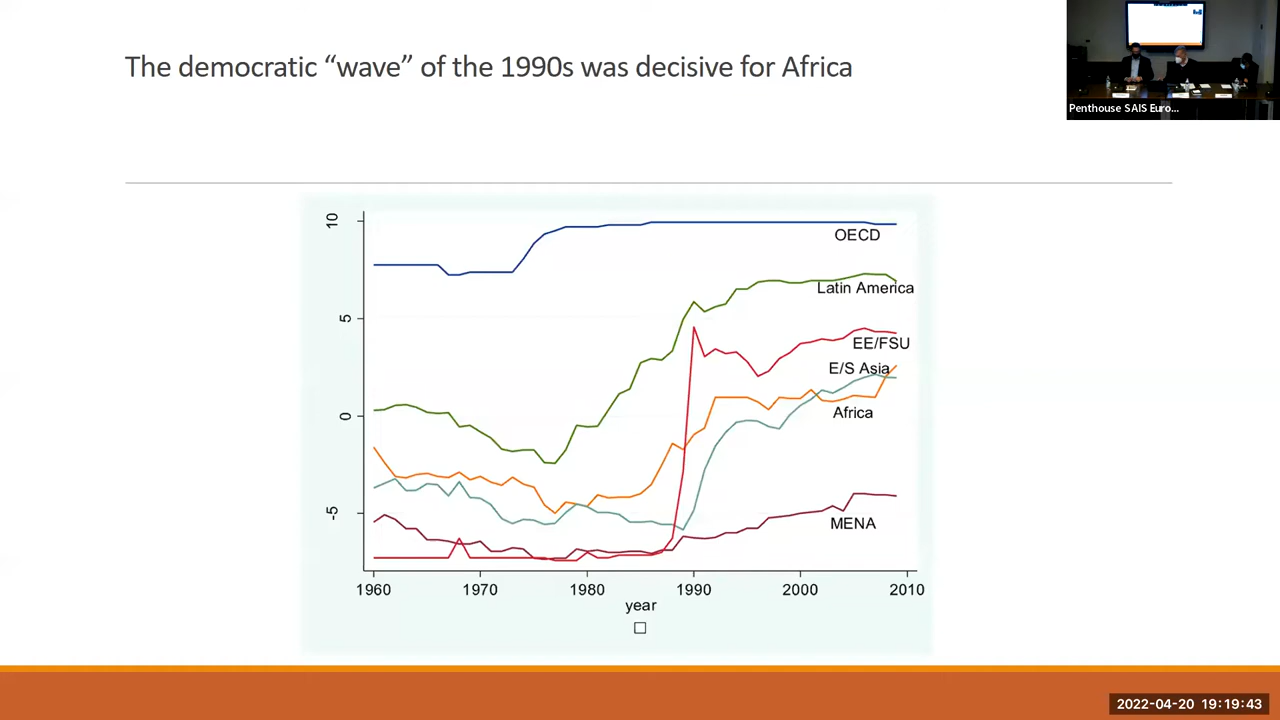 The democratic “wave” of the 1990s was decisive for Africa
Penthouse SAIS Euro...
10
5
0
-5
OECD
Latin America
EE/FSU
E/S Asia
Africa
MENA
1960 1970 1980 1990 2000 2010
year
2022-04-20 19:19:43